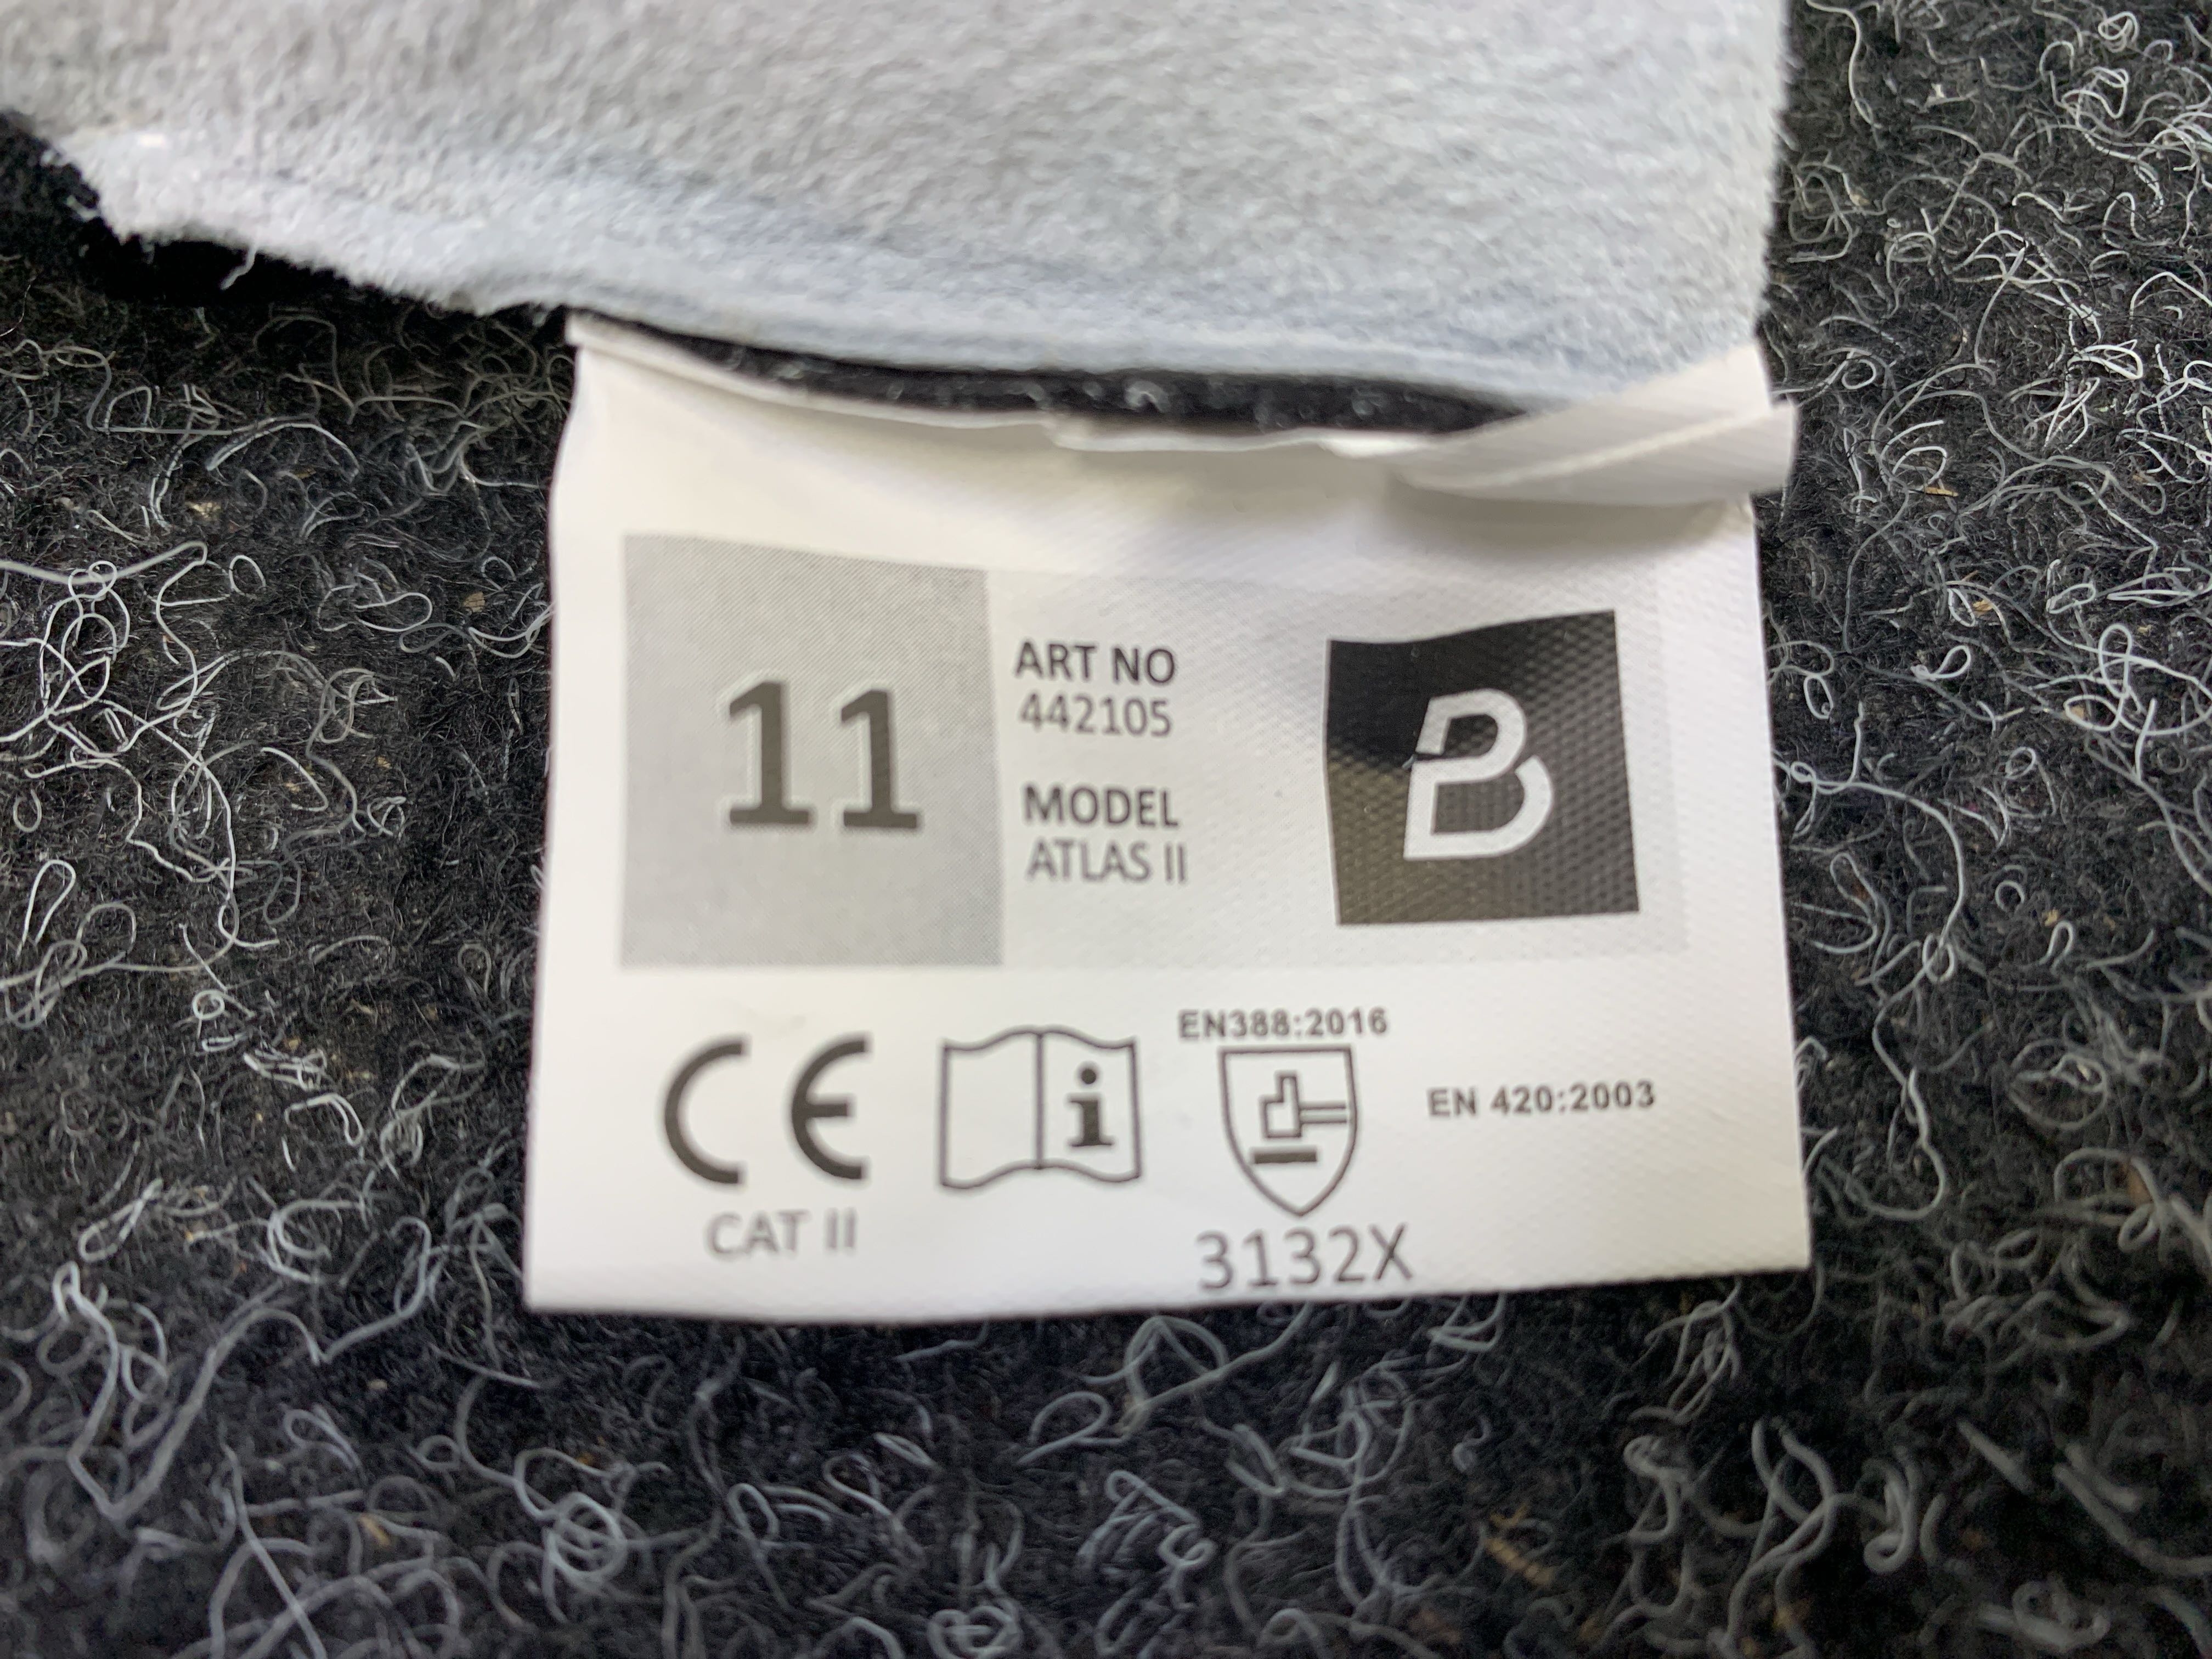 11
ART NO
442105
MODEL
ATLAS II
B
CE
CAT II
i
EN388:2016
3132X
EN 420:2003